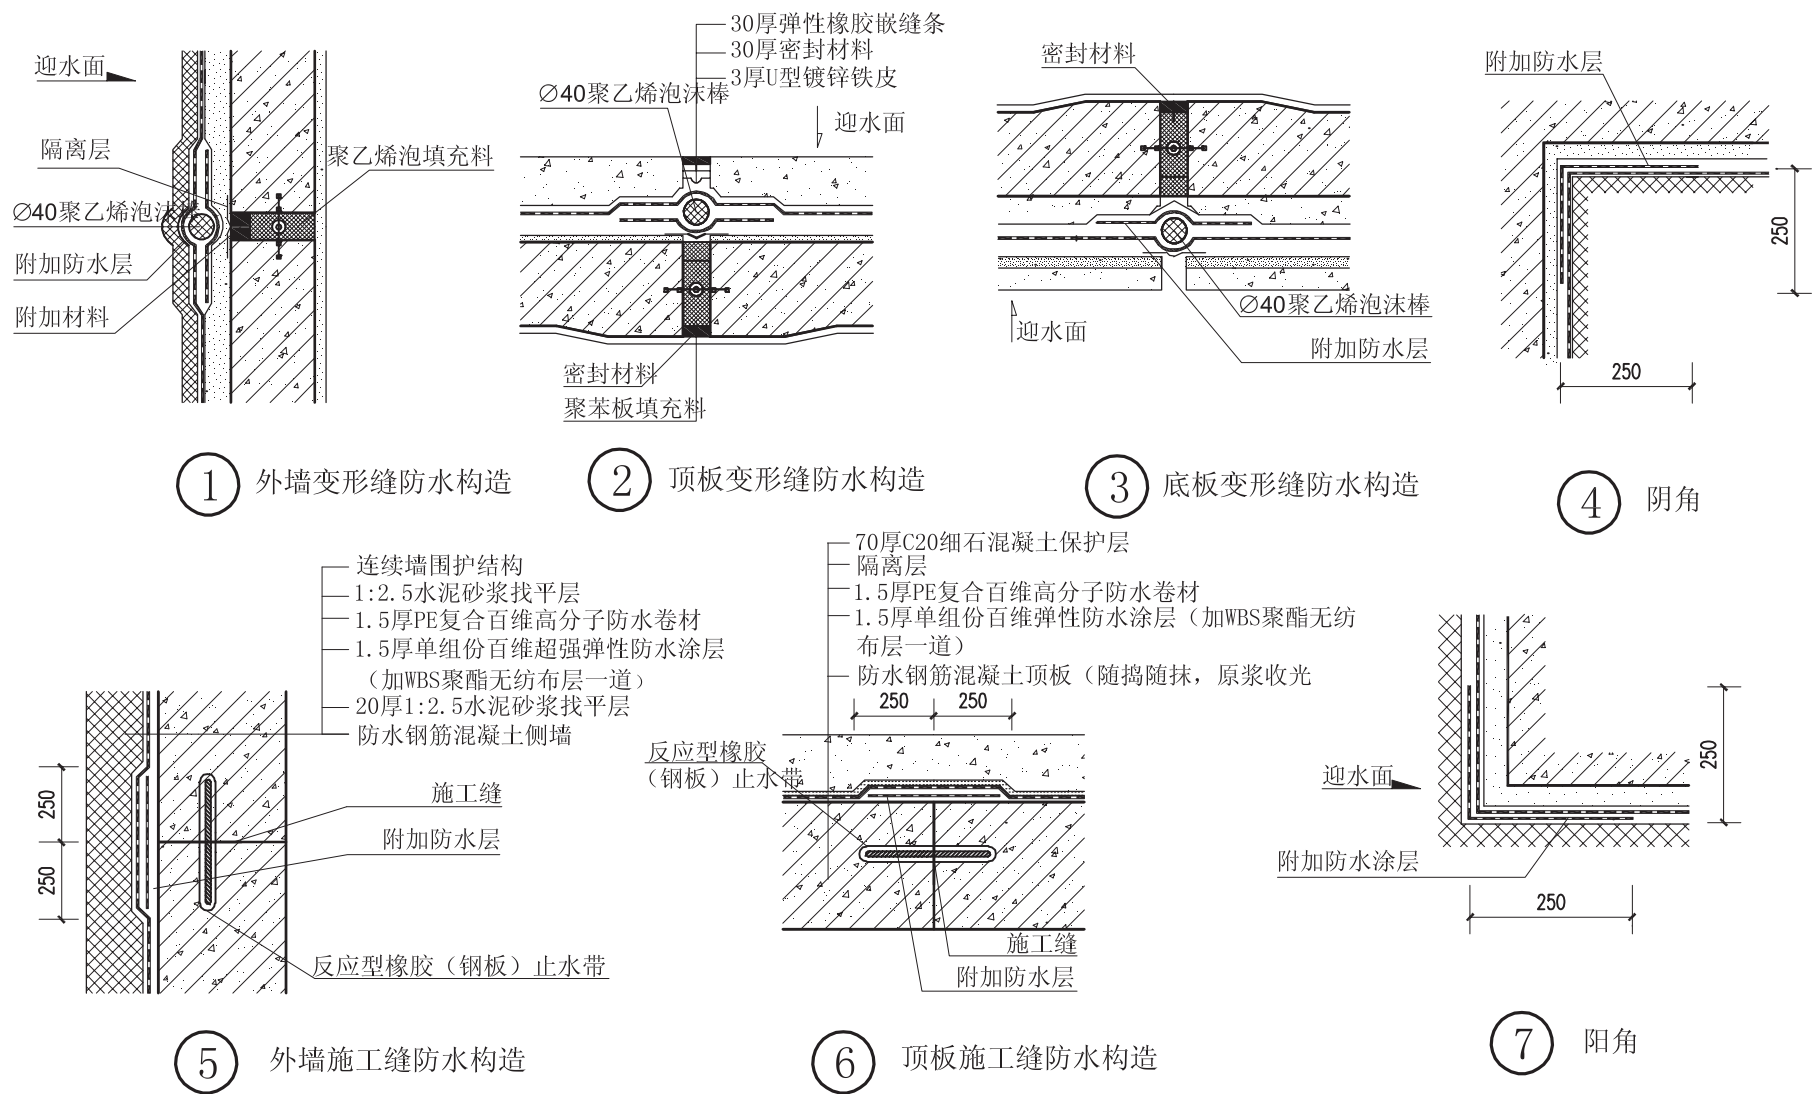 迎水面
隔离层
Ø40聚乙烯泡沫棒
附加防水层
附加材料
聚乙烯泡填充料
1 外墙变形缝防水构造
30厚弹性橡胶嵌缝条
30厚密封材料
3厚U型镀锌铁皮
Ø40聚乙烯泡沫棒
迎水面
密封材料
聚苯板填充料
2 顶板变形缝防水构造
密封材料
Ø40聚乙烯泡沫棒
迎水面
附加防水层
3 底板变形缝防水构造
附加防水层
250
250
4 阴角
连续墙围护结构
1:2.5水泥砂浆找平层
1.5厚PE复合百维高分子防水卷材
1.5厚单组份百维超强弹性防水涂层
（加WBS聚酯无纺布层一道）
20厚1:2.5水泥砂浆找平层
防水钢筋混凝土侧墙
250
250
施工缝
附加防水层
反应型橡胶（钢板）止水带
5 外墙施工缝防水构造
70厚C20细石混凝土保护层
隔离层
1.5厚PE复合百维高分子防水卷材
1.5厚单组份百维弹性防水涂层（加WBS聚酯无纺
布层一道）
防水钢筋混凝土顶板（随捣随抹，原浆收光
250 250
反应型橡胶
（钢板）止水带
施工缝
附加防水层
6 顶板施工缝防水构造
迎水面
250
附加防水涂层
250
7 阳角